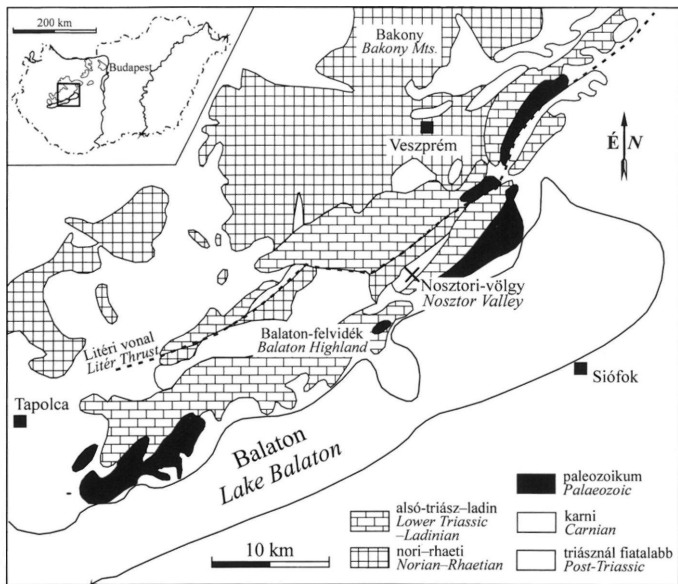 200 km
Budapest
Bakony
Bakony Mts.
Veszprém
É N
Nosztori-völgy
Nosztor Valley
Litéri vonal
Litér Thrust
Balaton-felvidék
Balaton Highland
Siófok
Tapolca
Balaton
Lake Balaton
10 km
paleozoikum
Palaeozoic
alsó-triász–ladin
Lower Triassic
–Ladinian
karni
Carnian
nori–rhaeti
Norian–Rhaetian
triásznál fiatalabb
Post-Triassic